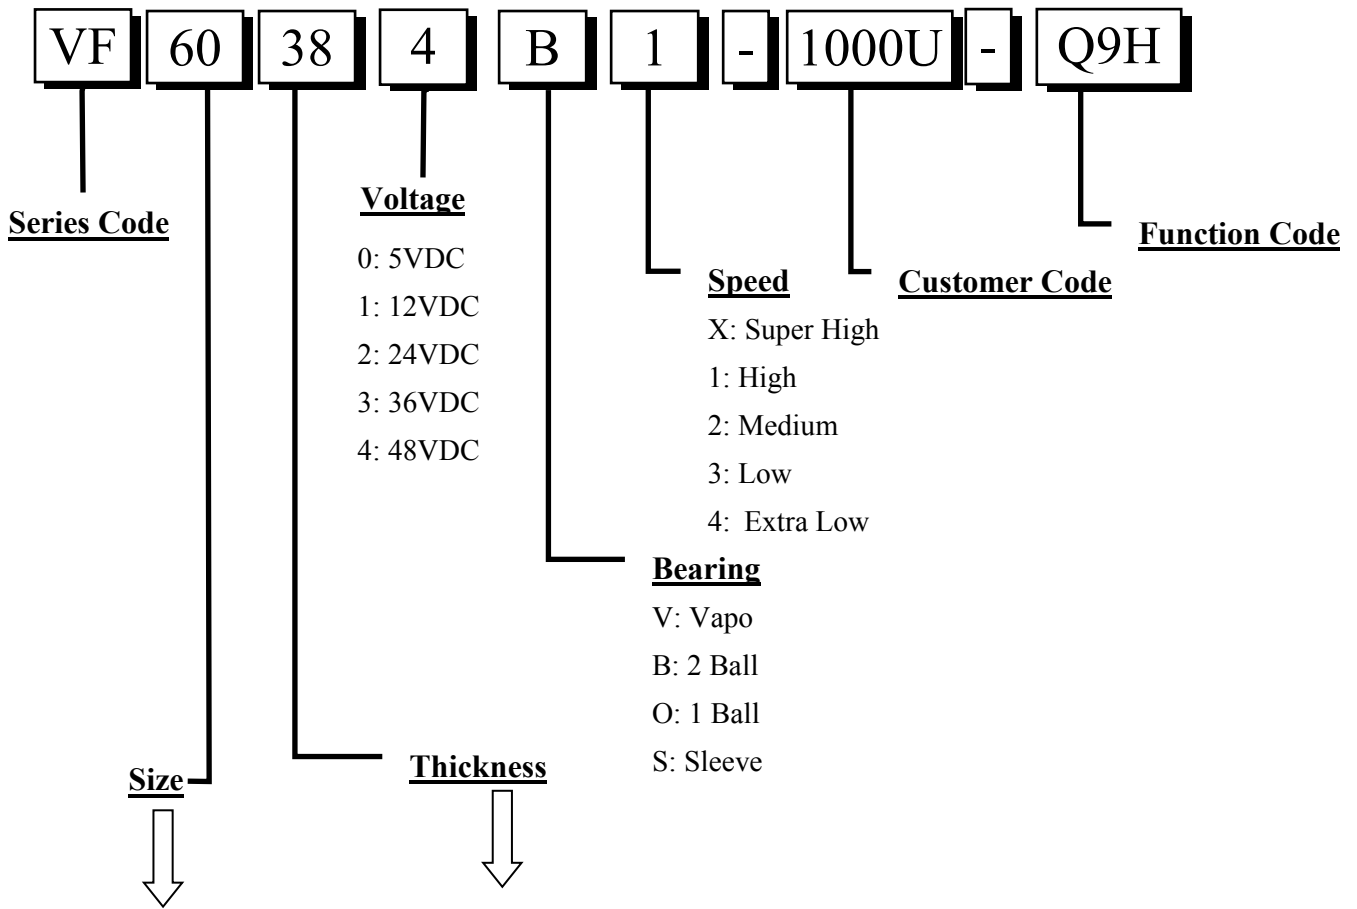 VF 60 38 4 B 1 - 1000U - Q9H
Series Code
Voltage
0: 5VDC
1: 12VDC
2: 24VDC
3: 36VDC
4: 48VDC
Function Code
Customer Code
Speed
X: Super High
1: High
2: Medium
3: Low
4: Extra Low
Bearing
V: Vapo
B: 2 Ball
O: 1 Ball
S: Sleeve
Thickness
Size